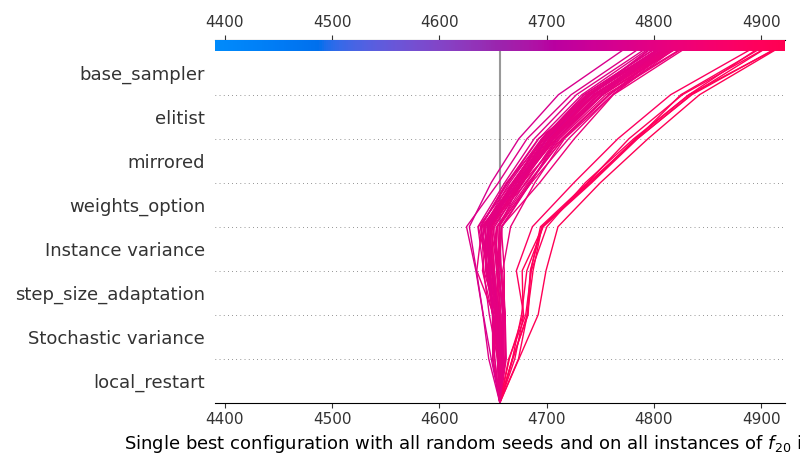 4400 4500 4600 4700 4800 4900
base_sampler
elitist
mirrored
weights_option
Instance variance
step_size_adaptation
Stochastic variance
local_restart
4400 4500 4600 4700 4800 4900
Single best configuration with all random seeds and on all instances of f20 i